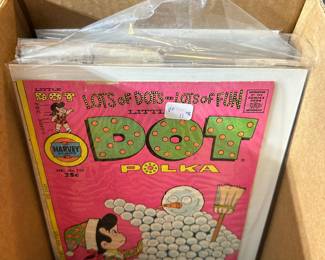 LITTLE
DOT
LOTS OF DOTS--LOTS OF FUN!
LITTLE
DOT
POLKA
HARVEY
25¢